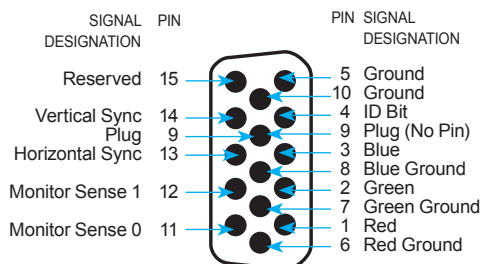 SIGNAL DESIGNATION PIN
PIN SIGNAL DESIGNATION
Reserved 15
Vertical Sync 14
Plug 9
Horizontal Sync 13
Monitor Sense 1 12
Monitor Sense 0 11
5 Ground
10 Ground
4 ID Bit
9 Plug (No Pin)
3 Blue
8 Blue Ground
2 Green
7 Green Ground
1 Red
6 Red Ground